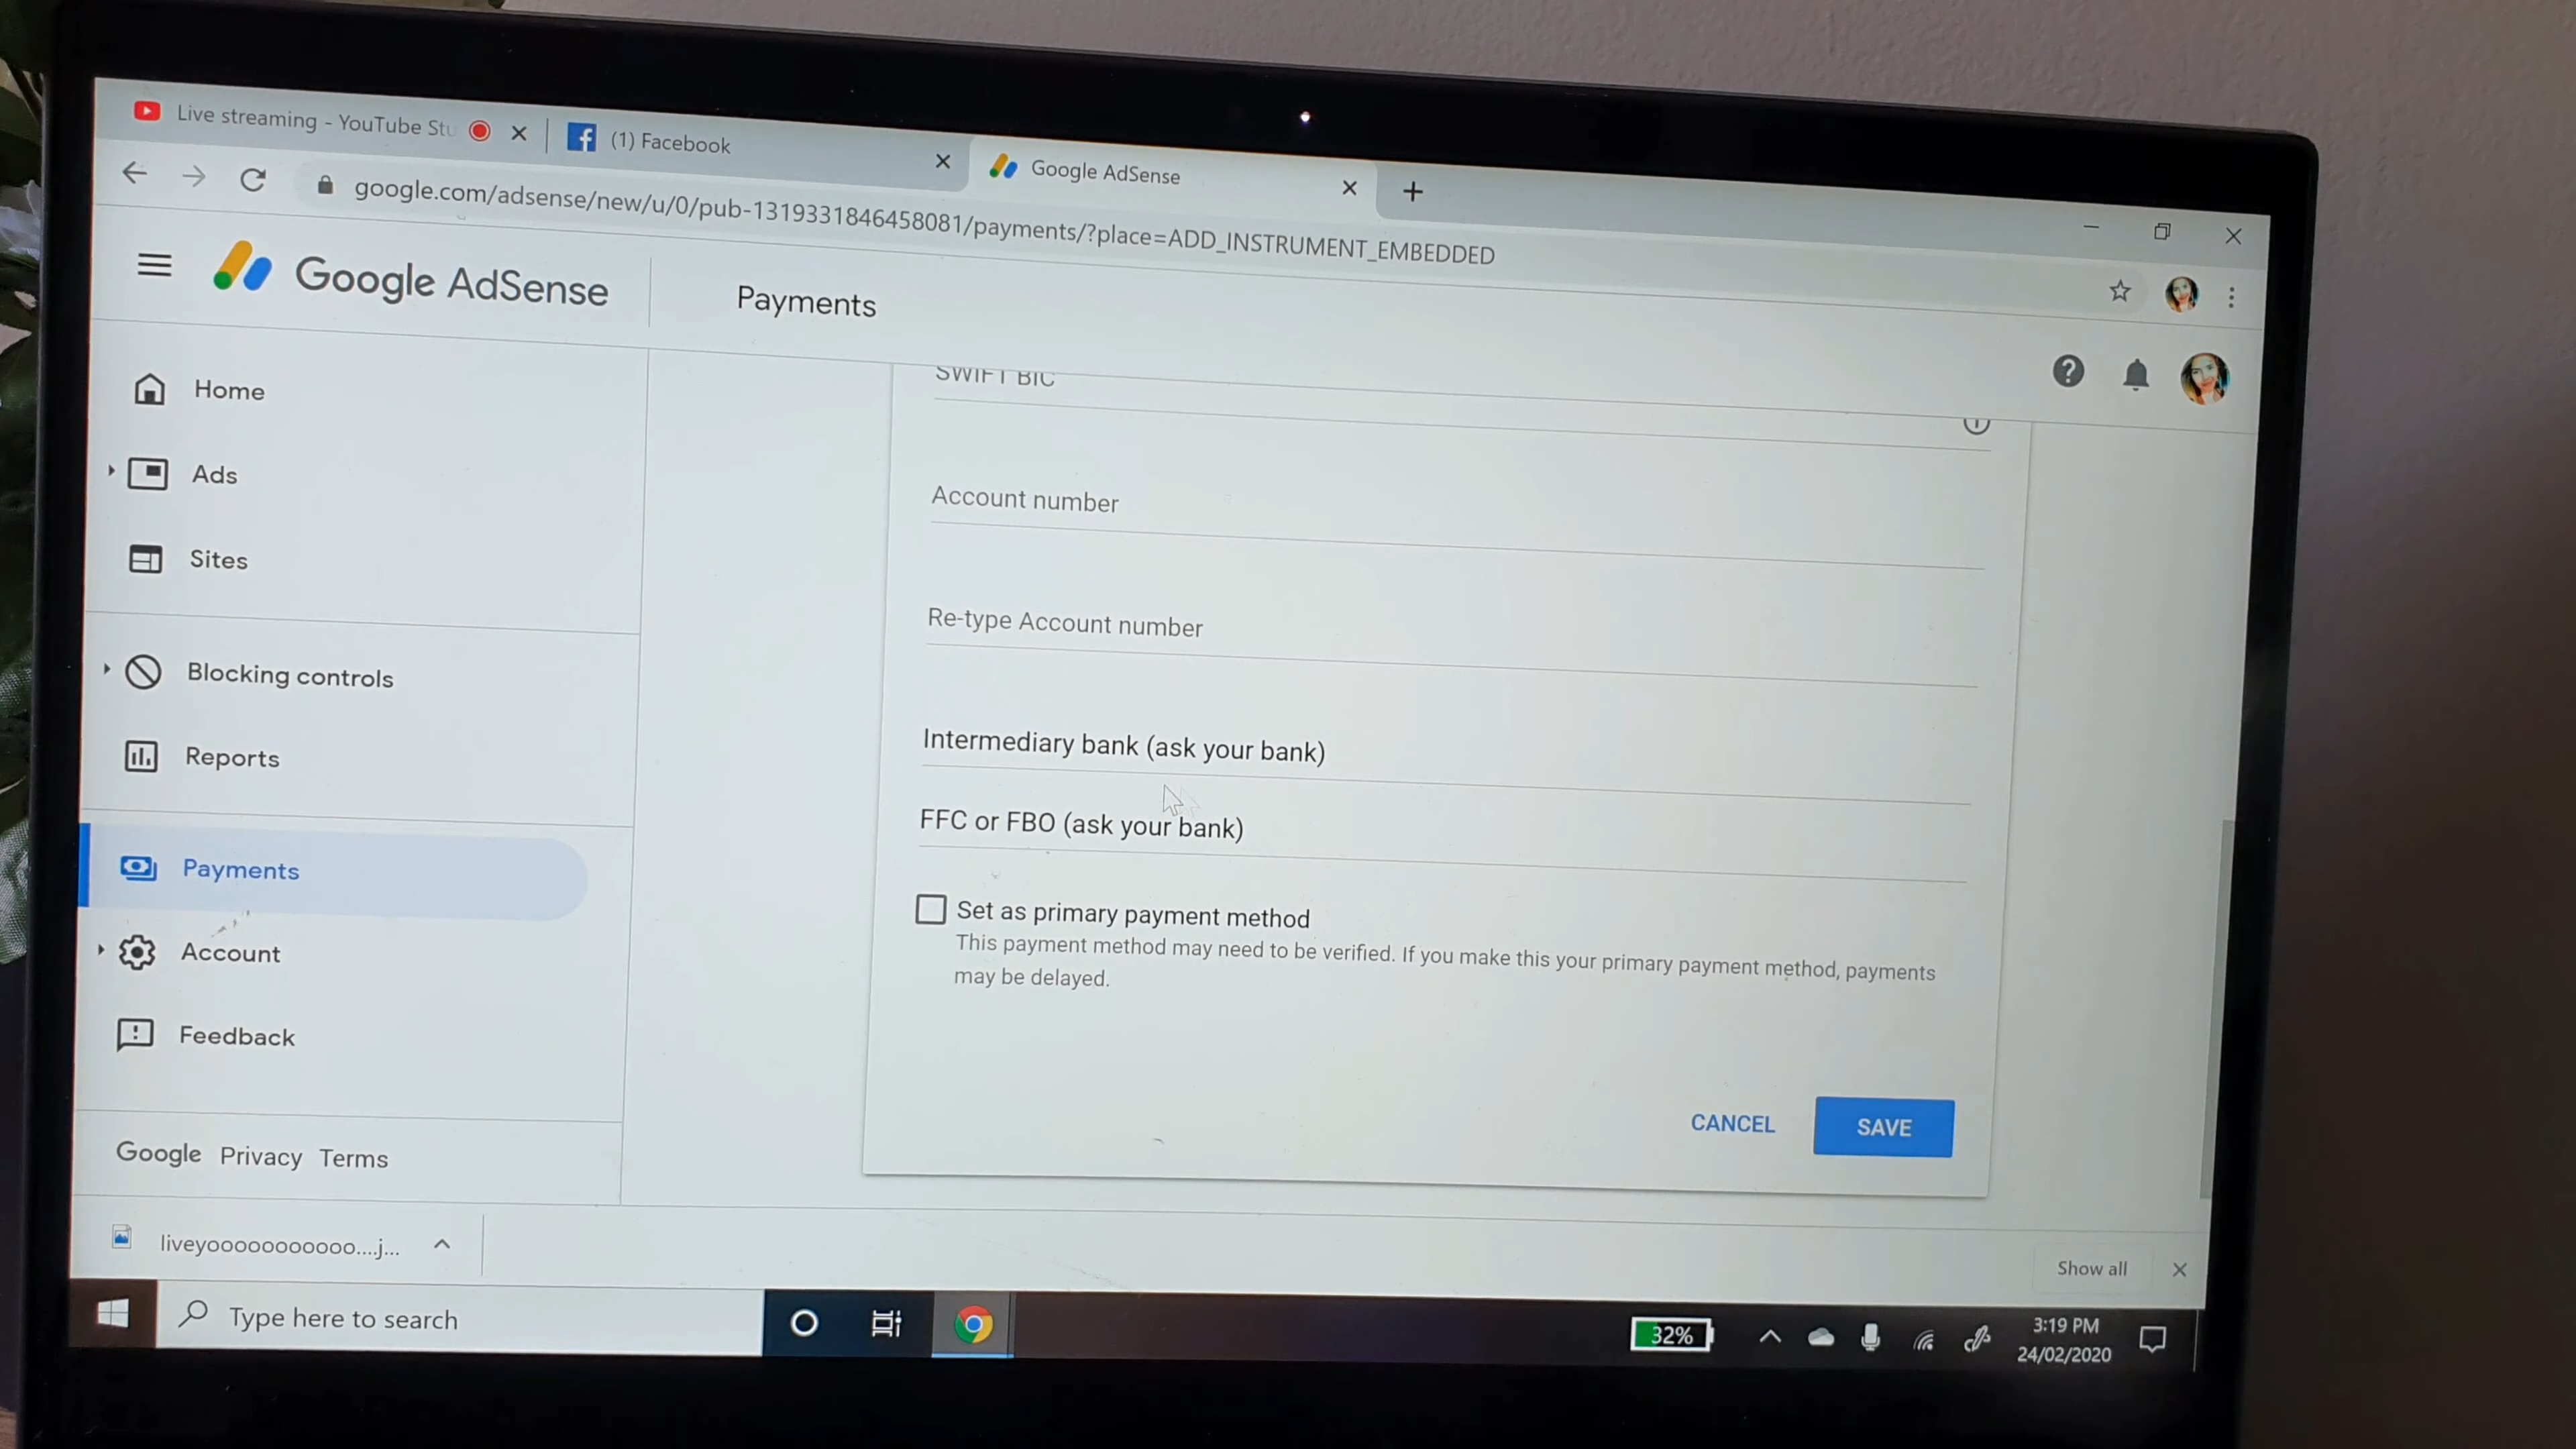 Live streaming - YouTube Stu
(1) Facebook
Google AdSense
google.com/adsense/new/u/0/pub-1319331846458081/payments/?place=ADD_INSTRUMENT_EMBEDDED
Google AdSense
Payments
Home
Ads
Sites
Blocking controls
Reports
Payments
Account
Feedback
Google Privacy Terms
SWIFT BIC
Account number
Re-type Account number
Intermediary bank (ask your bank)
FFC or FBO (ask your bank)
Set as primary payment method
This payment method may need to be verified. If you make this your primary payment method, payments
may be delayed.
CANCEL
SAVE
liveyooooooooooo....j...
Show all
Type here to search
32%
3:19 PM
24/02/2020